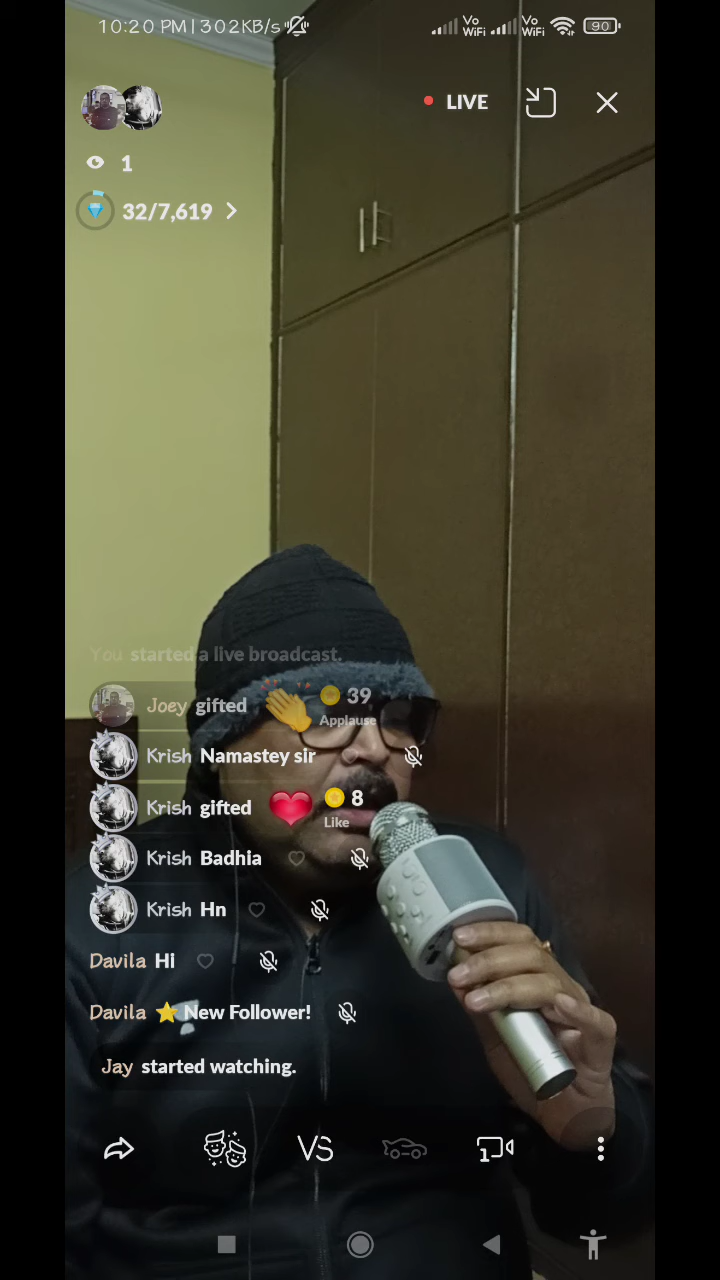 10:20 PM | 302KB/s
Vo WiFi Vo WiFi 90
LIVE
1
32/7,619
You started a live broadcast.
Joey gifted 39
Applause
Krish Namastey sir
Krish gifted 8
Like
Krish Badhia
Krish Hn
Davila Hi
Davila New Follower!
Jay started watching.
VS
1